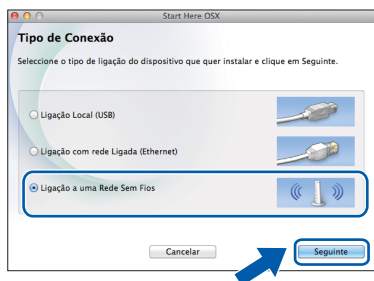 Start Here OSX
Tipo de Conexão
Seleccione o tipo de ligação do dispositivo que quer instalar e clique em Seguinte.
Ligação Local (USB)
Ligação com rede Ligada (Ethernet)
Ligação a uma Rede Sem Fios
Cancelar Seguinte